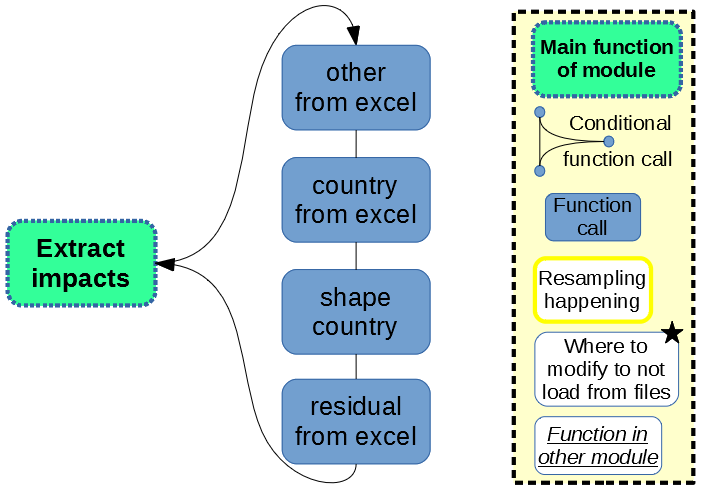 other
from excel
country
from excel
Extract
impacts
shape
country
residual
from excel
Main function
of module
Conditional
function call
Function
call
Resampling
happening
Where to
modify to not
load from files
Function in
other module